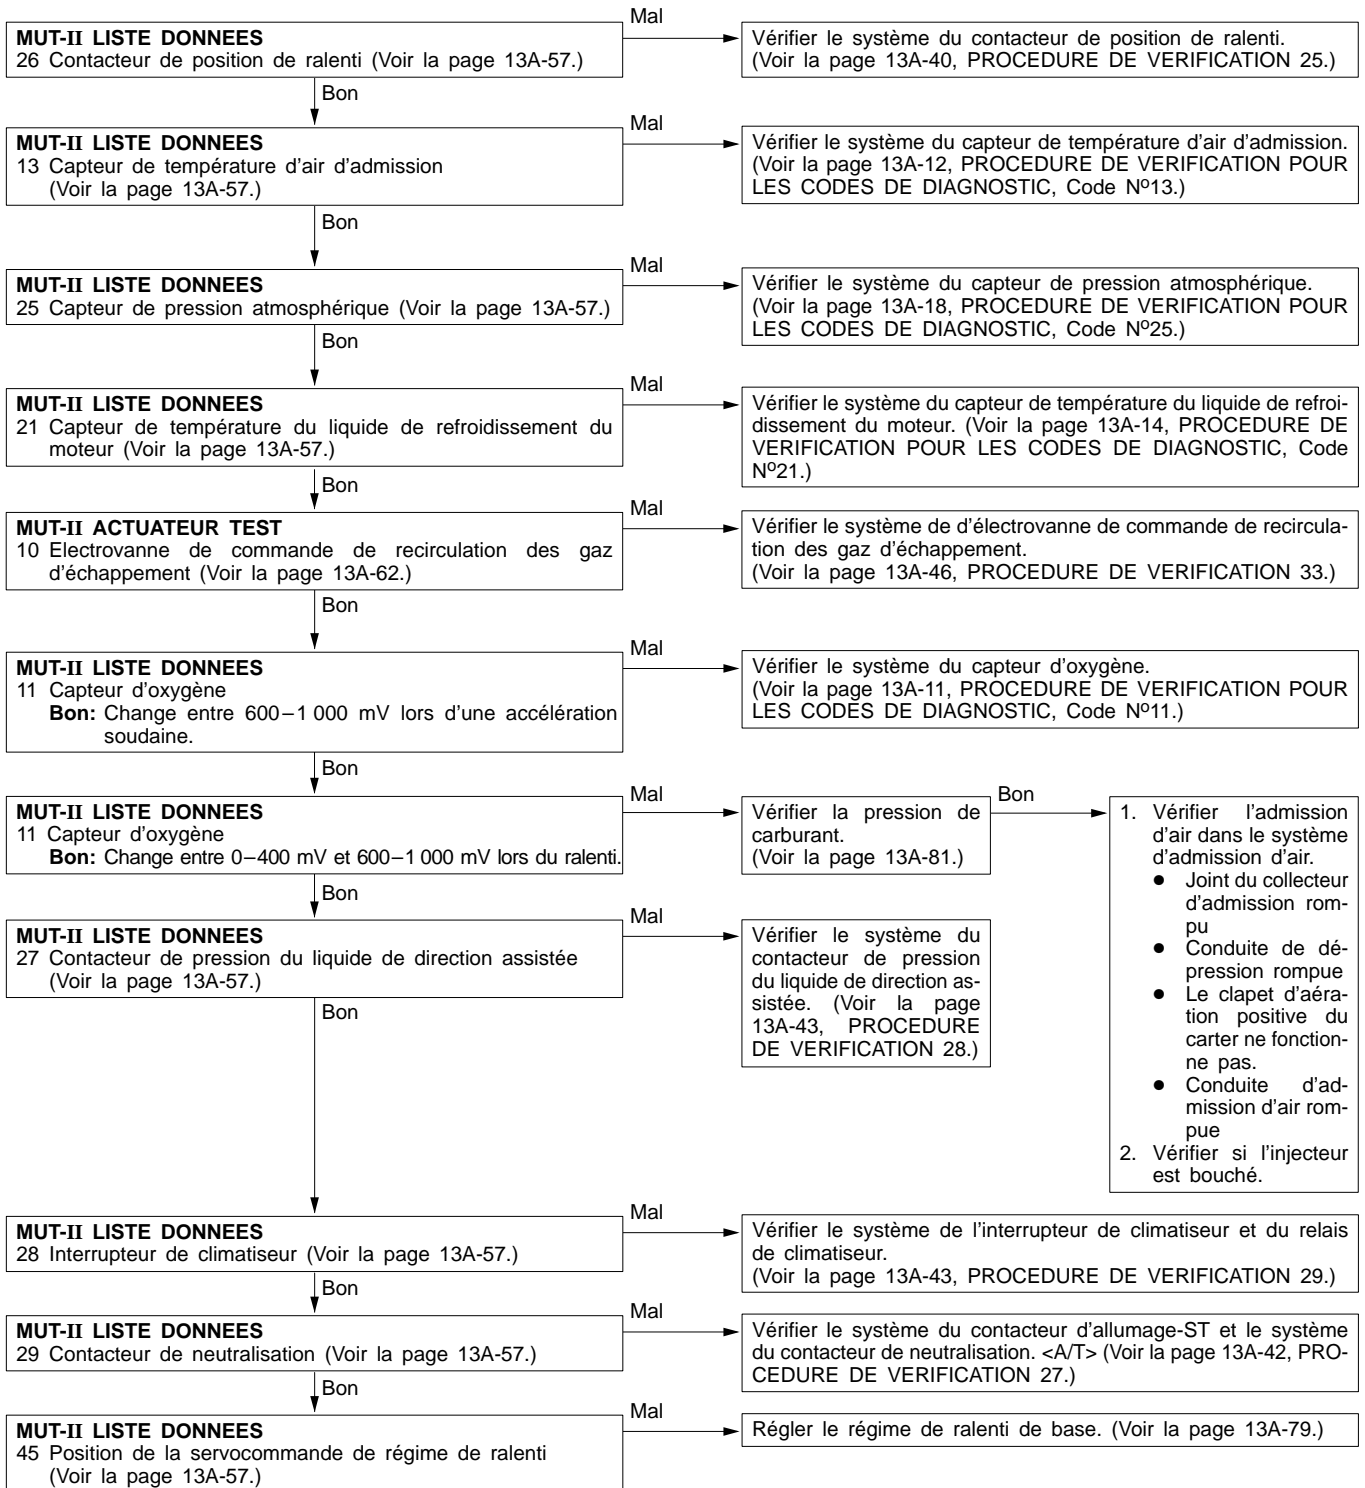 MUT-II LISTE DONNEES
26 Contacteur de position de ralenti (Voir la page 13A-57.)
Mal
Vérifier le système du contacteur de position de ralenti.
(Voir la page 13A-40, PROCEDURE DE VERIFICATION 25.)
Bon
MUT-II LISTE DONNEES
13 Capteur de température d'air d'admission
(Voir la page 13A-57.)
Mal
Vérifier le système du capteur de température d'air d'admission.
(Voir la page 13A-12, PROCEDURE DE VERIFICATION POUR
LES CODES DE DIAGNOSTIC, Code Nº13.)
Bon
MUT-II LISTE DONNEES
25 Capteur de pression atmosphérique (Voir la page 13A-57.)
Mal
Vérifier le système du capteur de pression atmosphérique.
(Voir la page 13A-18, PROCEDURE DE VERIFICATION POUR
LES CODES DE DIAGNOSTIC, Code Nº25.)
Bon
MUT-II LISTE DONNEES
21 Capteur de température du liquide de refroidissement du
moteur (Voir la page 13A-57.)
Mal
Vérifier le système du capteur de température du liquide de refroi-
dissement du moteur. (Voir la page 13A-14, PROCEDURE DE
VERIFICATION POUR LES CODES DE DIAGNOSTIC, Code
Nº21.)
Bon
MUT-II ACTUATEUR TEST
10 Electrovanne de commande de recirculation des gaz
d'échappement (Voir la page 13A-62.)
Mal
Vérifier le système de d'électrovanne de commande de recircula-
tion des gaz d'échappement.
(Voir la page 13A-46, PROCEDURE DE VERIFICATION 33.)
Bon
MUT-II LISTE DONNEES
11 Capteur d'oxygène
Bon: Change entre 600–1 000 mV lors d'une accélération
soudaine.
Mal
Vérifier le système du capteur d'oxygène.
(Voir la page 13A-11, PROCEDURE DE VERIFICATION POUR
LES CODES DE DIAGNOSTIC, Code Nº11.)
Bon
MUT-II LISTE DONNEES
11 Capteur d'oxygène
Bon: Change entre 0–400 mV et 600–1 000 mV lors du ralenti.
Mal
Vérifier la pression de
carburant.
(Voir la page 13A-81.)
Bon
1. Vérifier l'admission
d'air dans le système
d'admission d'air.
● Joint du collecteur
d'admission rom-
pu
● Conduite de dé-
pression rompue
● Le clapet d'aéra-
tion positive du
carter ne fonction-
ne pas.
● Conduite d'ad-
mission d'air rom-
pue
2. Vérifier si l'injecteur
est bouché.
Bon
MUT-II LISTE DONNEES
27 Contacteur de pression du liquide de direction assistée
(Voir la page 13A-57.)
Mal
Vérifier le système du
contacteur de pression
du liquide de direction as-
sistée. (Voir la page
13A-43, PROCEDURE
DE VERIFICATION 28.)
Bon
MUT-II LISTE DONNEES
28 Interrupteur de climatiseur (Voir la page 13A-57.)
Mal
Vérifier le système de l'interrupteur de climatiseur et du relais
de climatiseur.
(Voir la page 13A-43, PROCEDURE DE VERIFICATION 29.)
Bon
MUT-II LISTE DONNEES
29 Contacteur de neutralisation (Voir la page 13A-57.)
Mal
Vérifier le système du contacteur d'allumage-ST et le système
du contacteur de neutralisation. <A/T> (Voir la page 13A-42, PRO-
CEDURE DE VERIFICATION 27.)
Bon
MUT-II LISTE DONNEES
45 Position de la servocommande de régime de ralenti
(Voir la page 13A-57.)
Mal
Régler le régime de ralenti de base. (Voir la page 13A-79.)